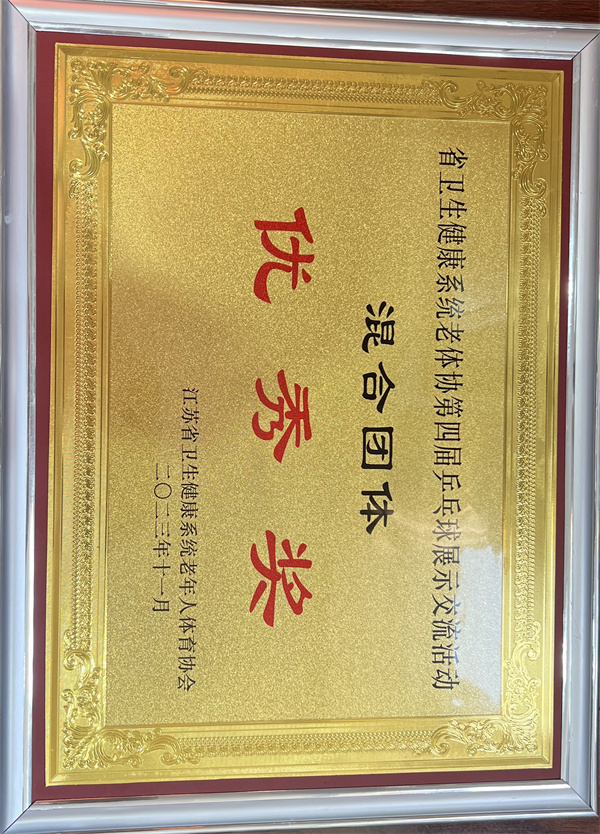 省卫生健康系统老体协第四届乒乓球展示交流活动
混合团体
优秀奖
江苏省卫生健康系统老年人体育协会
二〇二三年十一月